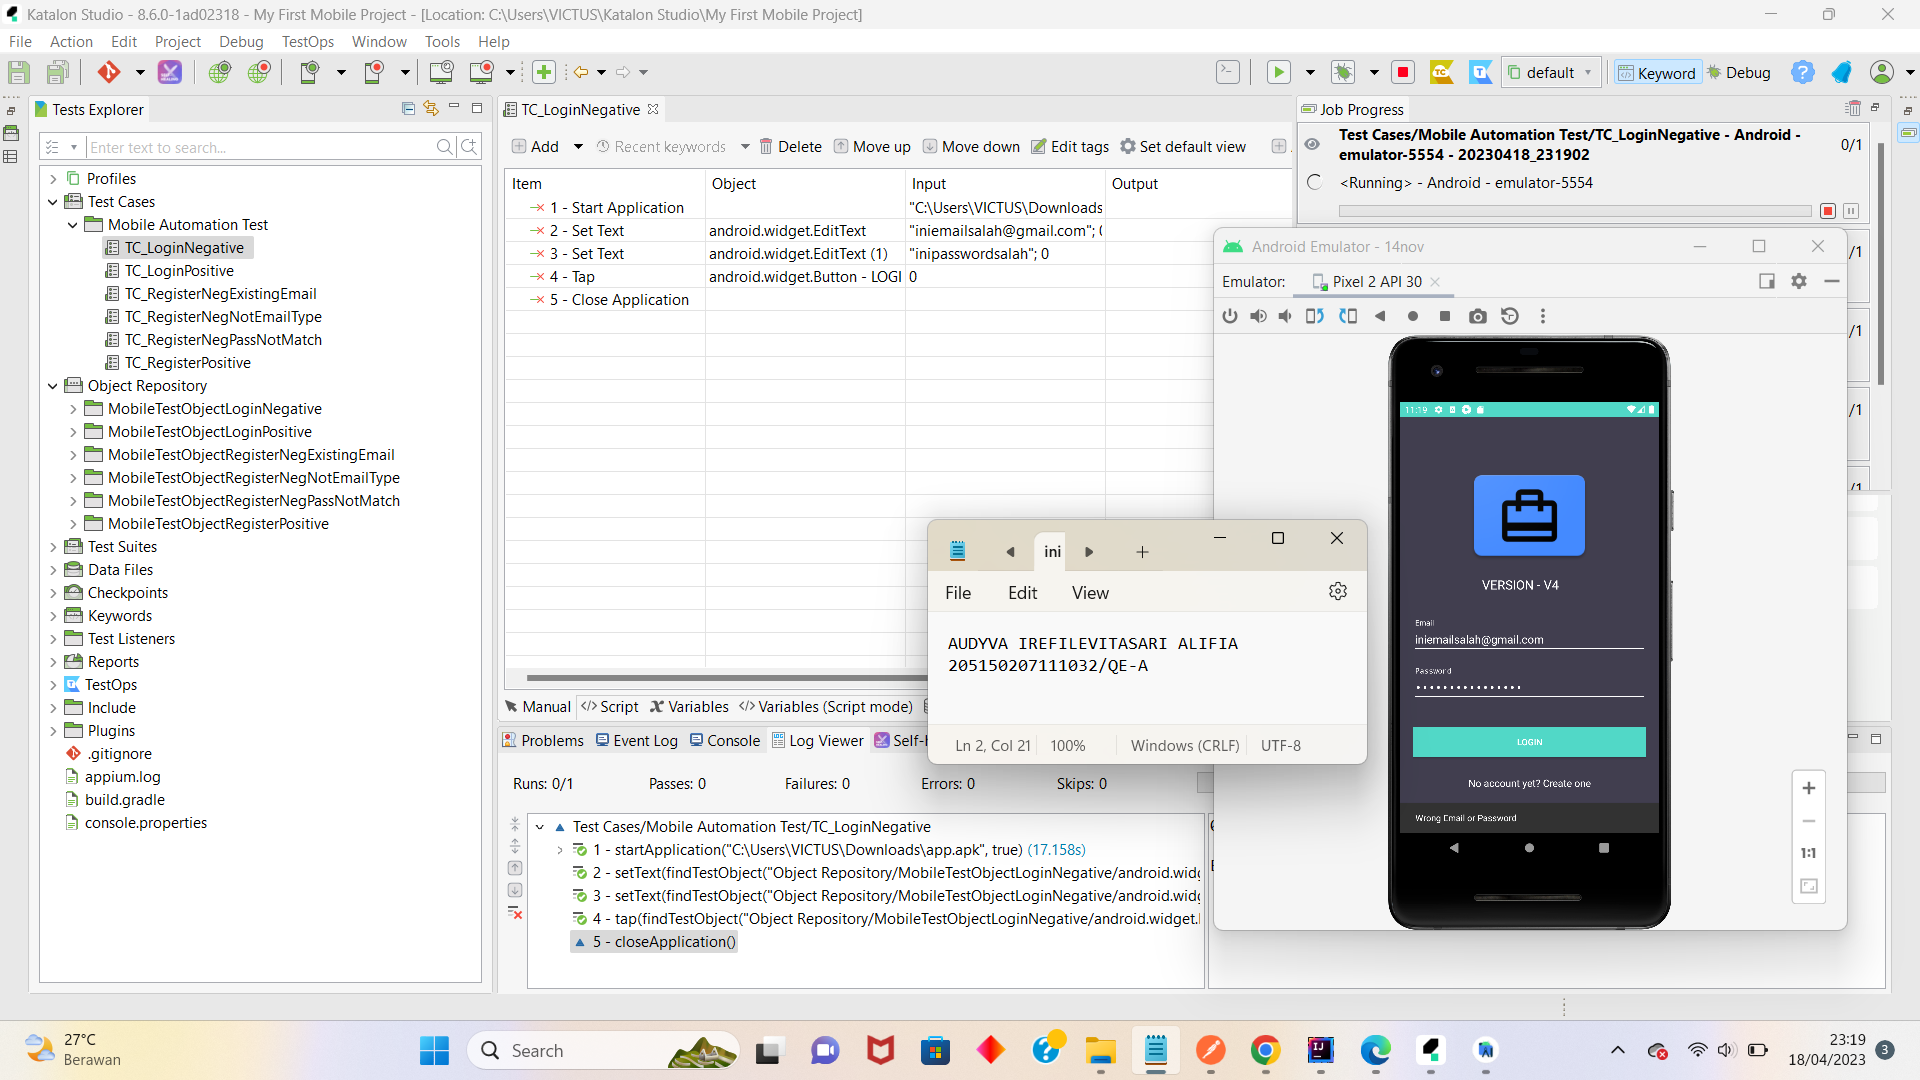 Katalon Studio - 8.6.0-1ad02318 - My First Mobile Project - [Location: C:\Users\VICTUS\Katalon Studio\My First Mobile Project]
File Action Edit Project Debug TestOps Window Tools Help
default Keyword Debug
Tests Explorer
Enter text to search...
Profiles
Test Cases
Mobile Automation Test
TC_LoginNegative
TC_LoginPositive
TC_RegisterNegExistingEmail
TC_RegisterNegNotEmailType
TC_RegisterNegPassNotMatch
TC_RegisterPositive
Object Repository
MobileTestObjectLoginNegative
MobileTestObjectLoginPositive
MobileTestObjectRegisterNegExistingEmail
MobileTestObjectRegisterNegNotEmailType
MobileTestObjectRegisterNegPassNotMatch
MobileTestObjectRegisterPositive
Test Suites
Data Files
Checkpoints
Keywords
Test Listeners
Reports
TestOps
Include
Plugins
.gitignore
appium.log
build.gradle
console.properties
TC_LoginNegative
Add Recent keywords Delete Move up Move down Edit tags Set default view
Item Object Input Output
1 - Start Application "C:\Users\VICTUS\Downloads
2 - Set Text android.widget.EditText "iniemailsalah@gmail.com"; (
3 - Set Text android.widget.EditText (1) "inipasswordsalah"; 0
4 - Tap android.widget.Button - LOGI 0
5 - Close Application
Manual Script Variables Variables (Script mode)
Problems Event Log Console Log Viewer Self-H
Runs: 0/1 Passes: 0 Failures: 0 Errors: 0 Skips: 0
Test Cases/Mobile Automation Test/TC_LoginNegative
1 - startApplication("C:\Users\VICTUS\Downloads\app.apk", true) (17.158s)
2 - setText(findTestObject("Object Repository/MobileTestObjectLoginNegative/android.widg
3 - setText(findTestObject("Object Repository/MobileTestObjectLoginNegative/android.widg
4 - tap(findTestObject("Object Repository/MobileTestObjectLoginNegative/android.widget.
5 - closeApplication()
Job Progress
Test Cases/Mobile Automation Test/TC_LoginNegative - Android - 0/1
emulator-5554 - 20230418_231902
<Running> - Android - emulator-5554
/1
/1
/1
/1
Android Emulator - 14nov
Emulator: Pixel 2 API 30
11:19
VERSION - V4
Email
iniemailsalah@gmail.com
Password
LOGIN
No account yet? Create one
Wrong Email or Password
1:1
ini
File Edit View
AUDYVA IREFILEVITASARI ALIFIA
205150207111032/QE-A
Ln 2, Col 21 100% Windows (CRLF) UTF-8
27°C
Berawan
Search
23:19
18/04/2023
3